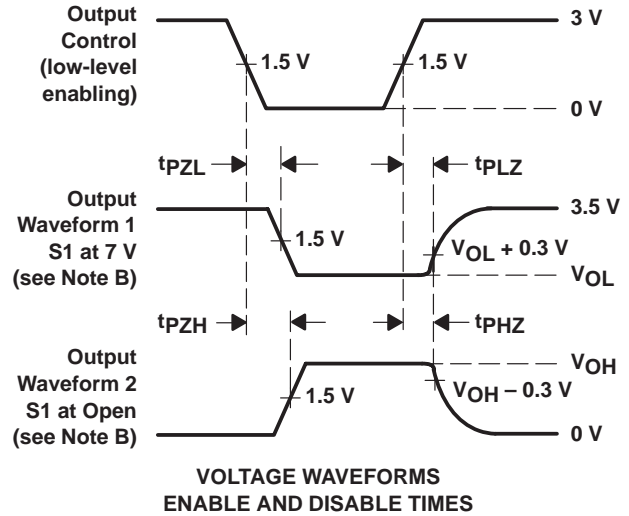 Output
Control
(low-level
enabling)
3 V
1.5 V
1.5 V
0 V
tPZL
tPLZ
Output
Waveform 1
S1 at 7 V
(see Note B)
3.5 V
1.5 V
VOL + 0.3 V
VOL
tPZH
tPHZ
Output
Waveform 2
S1 at Open
(see Note B)
VOH
1.5 V
VOH – 0.3 V
0 V
VOLTAGE WAVEFORMS
ENABLE AND DISABLE TIMES